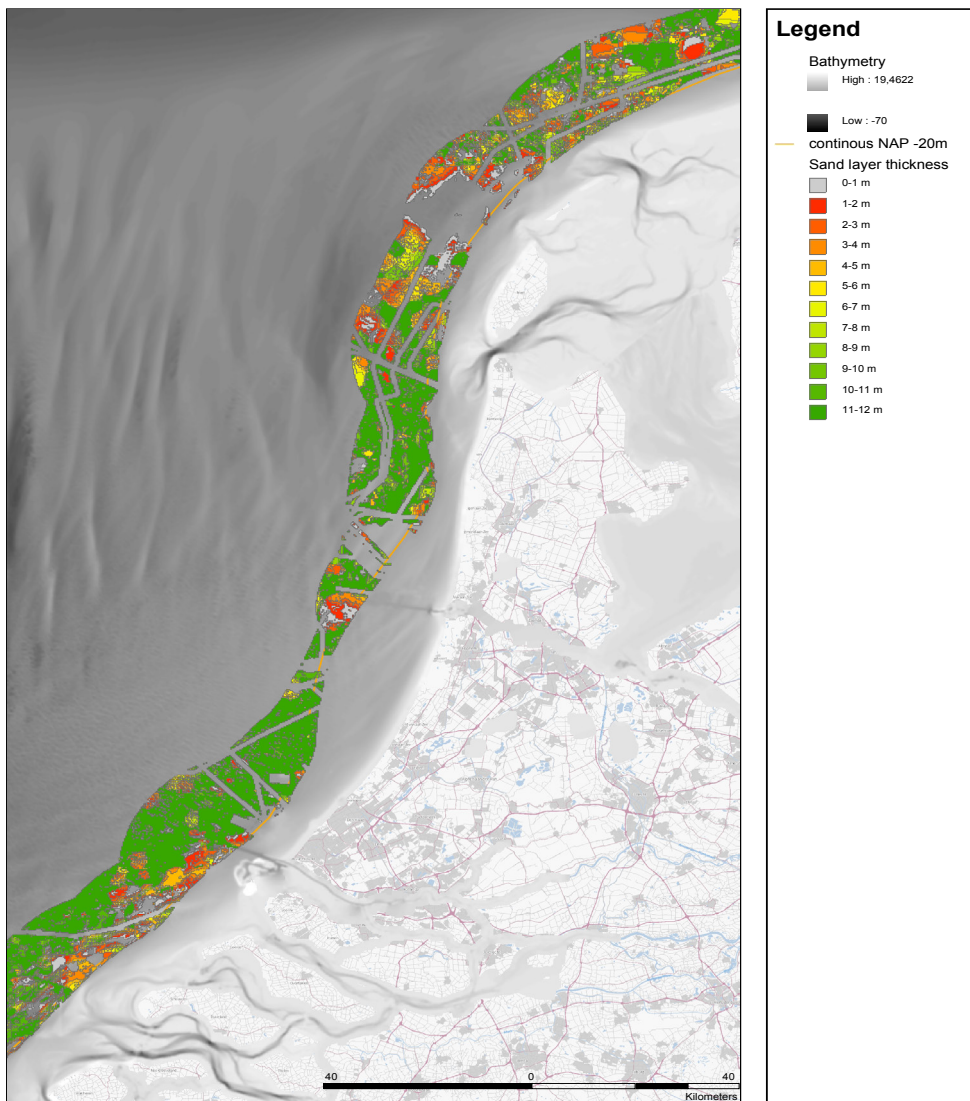 Legend
Bathymetry
High : 19,4622
Low : -70
continous NAP -20m
Sand layer thickness
0-1 m
1-2 m
2-3 m
3-4 m
4-5 m
5-6 m
6-7 m
7-8 m
8-9 m
9-10 m
10-11 m
11-12 m
40 0 40
Kilometers